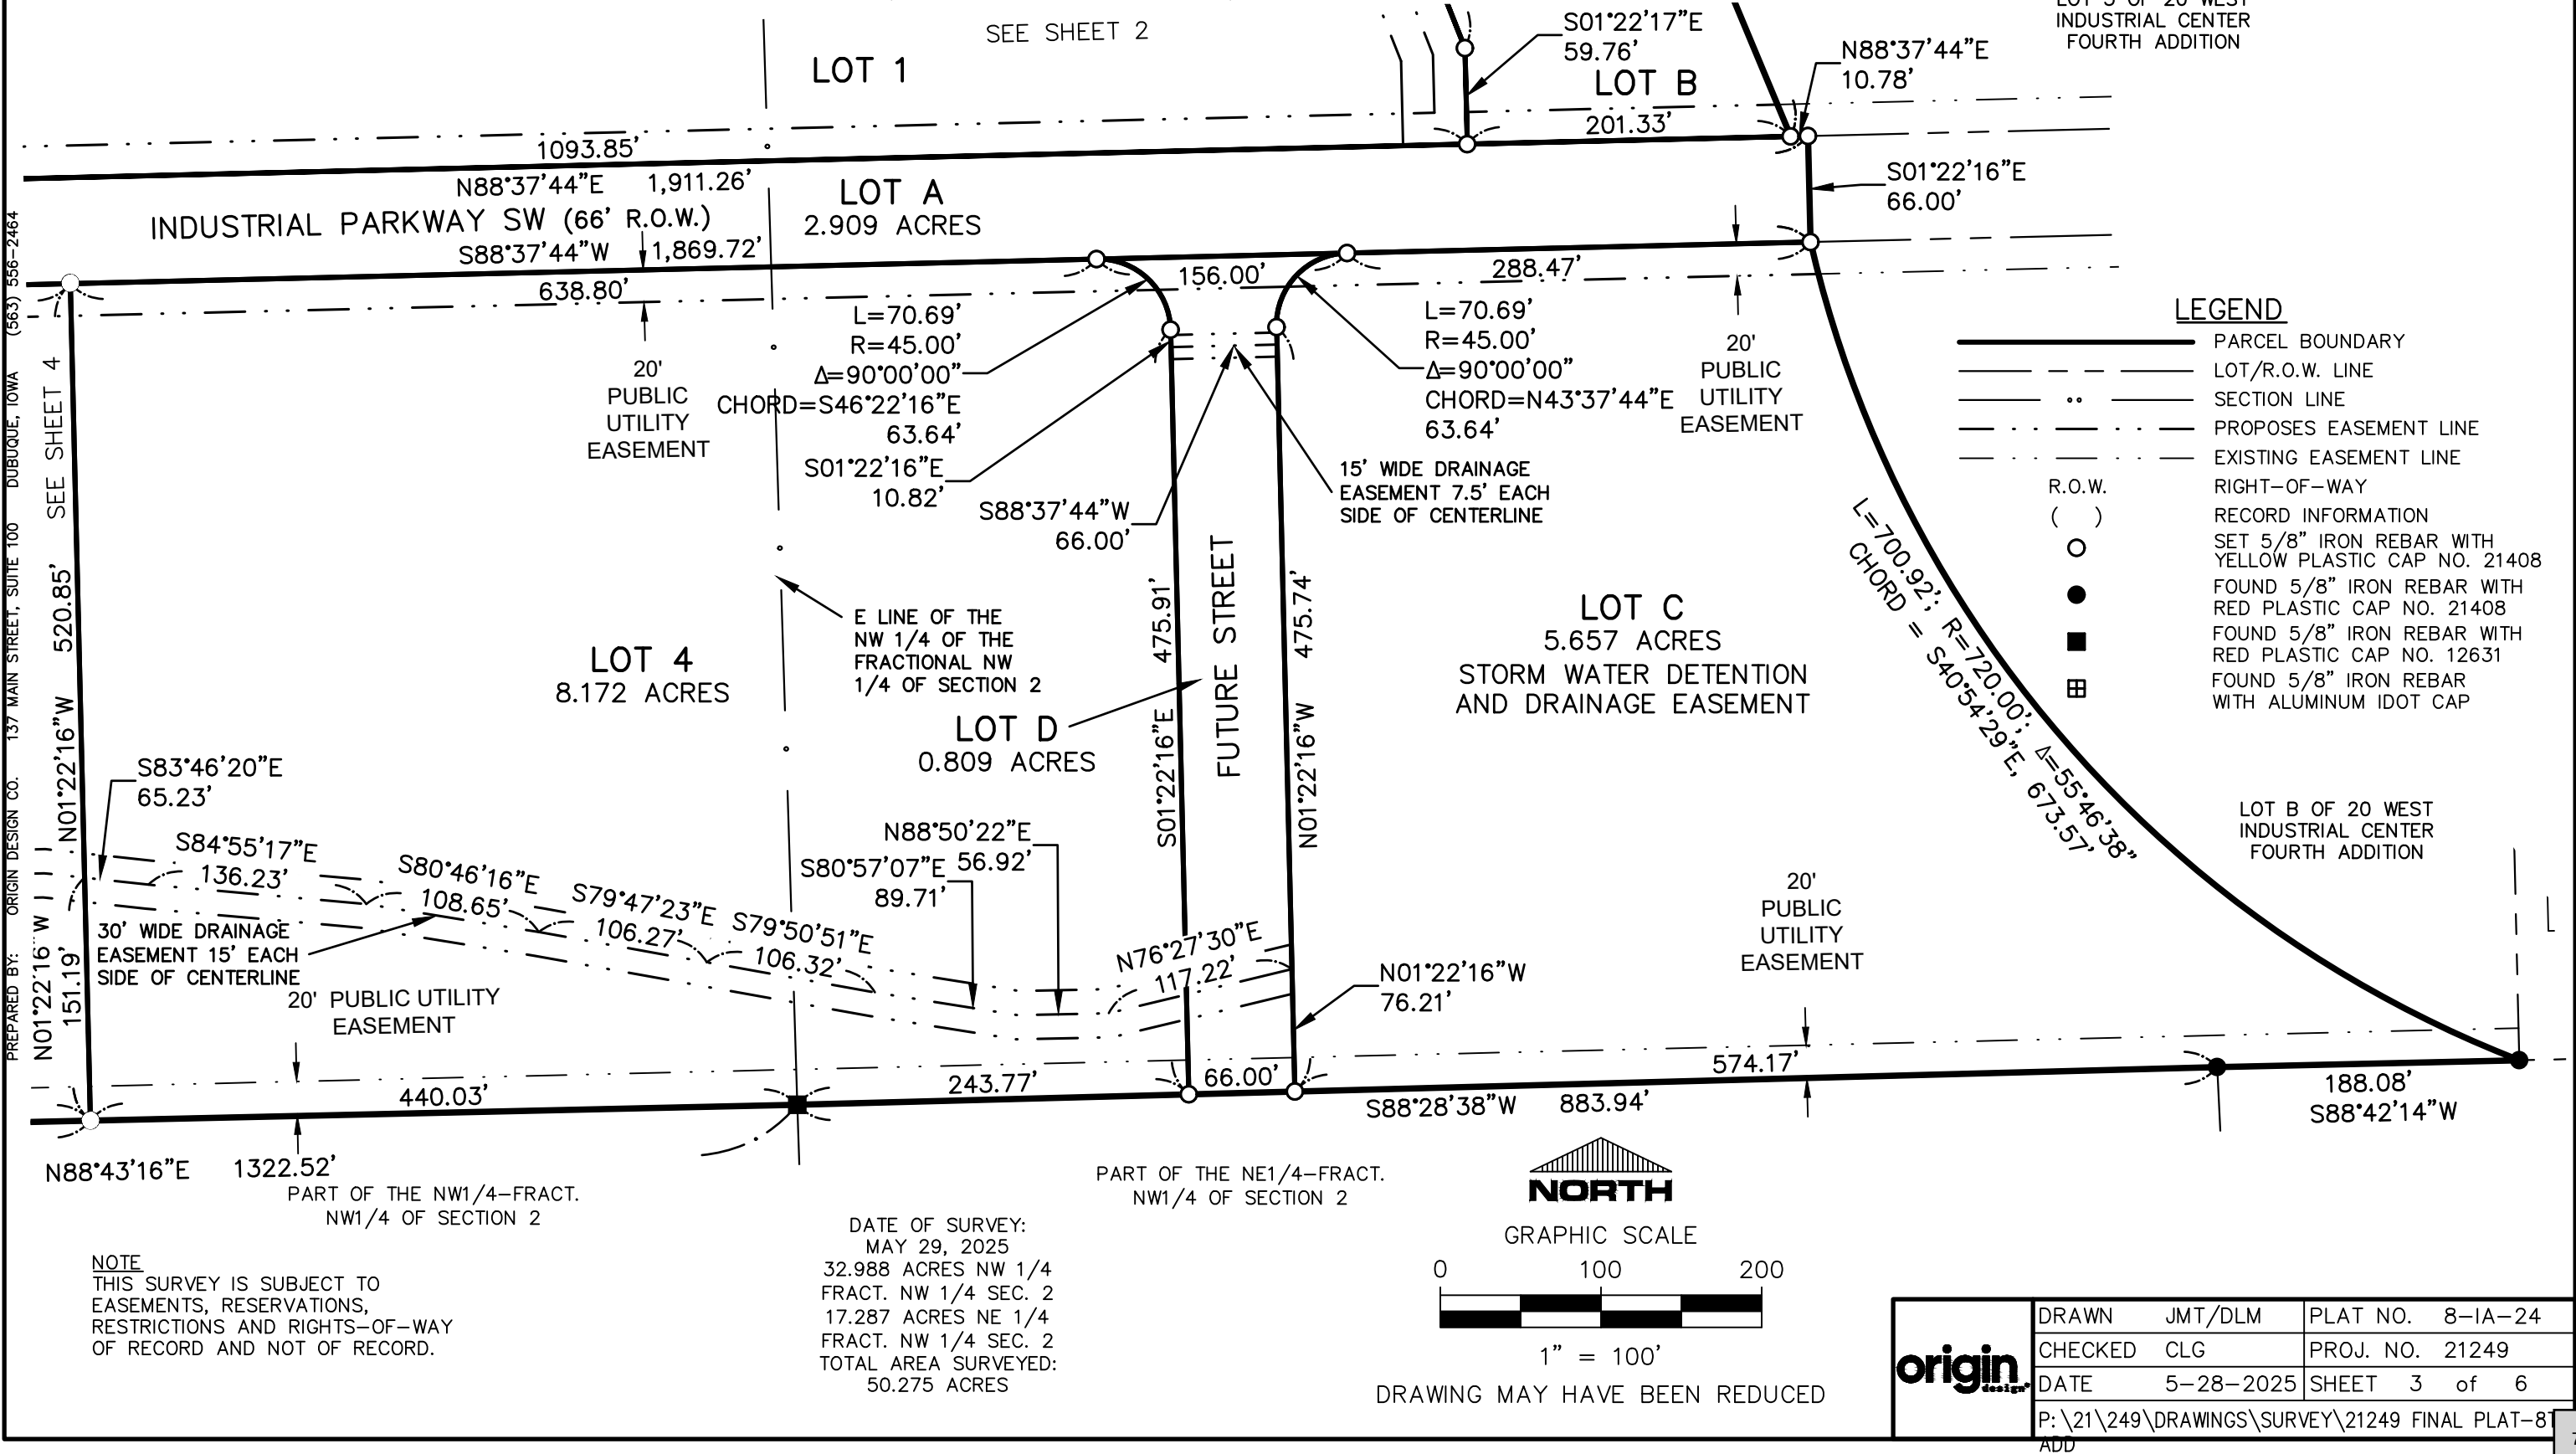 SEE SHEET 2
LOT 1
S01°22'17"E
59.76'
LOT B
201.33'
INDUSTRIAL CENTER
FOURTH ADDITION
N88°37'44"E
10.78'
1093.85'
N88°37'44"E 1,911.26'
LOT A
2.909 ACRES
INDUSTRIAL PARKWAY SW (66' R.O.W.)
S88°37'44"W 1,869.72'
S01°22'16"E
66.00'
638.80'
156.00'
288.47'
20'
PUBLIC
UTILITY
EASEMENT
L=70.69'
R=45.00'
Δ=90°00'00"
CHORD=S46°22'16"E
63.64'
S01°22'16"E
10.82'
S88°37'44"W
66.00'
L=70.69'
R=45.00'
Δ=90°00'00"
CHORD=N43°37'44"E
63.64'
15' WIDE DRAINAGE
EASEMENT 7.5' EACH
SIDE OF CENTERLINE
20'
PUBLIC
UTILITY
EASEMENT
LEGEND
PARCEL BOUNDARY
LOT/R.O.W. LINE
SECTION LINE
PROPOSES EASEMENT LINE
EXISTING EASEMENT LINE
R.O.W. RIGHT-OF-WAY
( ) RECORD INFORMATION
SET 5/8" IRON REBAR WITH
YELLOW PLASTIC CAP NO. 21408
FOUND 5/8" IRON REBAR WITH
RED PLASTIC CAP NO. 21408
FOUND 5/8" IRON REBAR WITH
RED PLASTIC CAP NO. 12631
FOUND 5/8" IRON REBAR
WITH ALUMINUM IDOT CAP
PREPARED BY: ORIGIN DESIGN CO. 137 MAIN STREET, SUITE 100 DUBUQUE, IOWA (563) 556-2464
SEE SHEET 4
N01°22'16"W 520.85'
E LINE OF THE
NW 1/4 OF THE
FRACTIONAL NW
1/4 OF SECTION 2
LOT 4
8.172 ACRES
LOT D
0.809 ACRES
S01°22'16"E 475.91'
FUTURE STREET
N01°22'16"W 475.74'
LOT C
5.657 ACRES
STORM WATER DETENTION
AND DRAINAGE EASEMENT
L=700.92'; R=720.00'; Δ=55°46'38"
CHORD = S40°54'29"E, 673.57'
LOT B OF 20 WEST
INDUSTRIAL CENTER
FOURTH ADDITION
S83°46'20"E
65.23'
S84°55'17"E
136.23'
S80°46'16"E
108.65'
S79°47'23"E
106.27'
S79°50'51"E
106.32'
S80°57'07"E
89.71'
N88°50'22"E
56.92'
N76°27'30"E
117.22'
N01°22'16"W
76.21'
30' WIDE DRAINAGE
EASEMENT 15' EACH
SIDE OF CENTERLINE
N01°22'16"W
151.19'
20' PUBLIC UTILITY
EASEMENT
20'
PUBLIC
UTILITY
EASEMENT
440.03'
243.77'
66.00'
574.17'
188.08'
S88°28'38"W 883.94'
S88°42'14"W
N88°43'16"E 1322.52'
PART OF THE NW1/4-FRACT.
NW1/4 OF SECTION 2
PART OF THE NE1/4-FRACT.
NW1/4 OF SECTION 2
NOTE
THIS SURVEY IS SUBJECT TO
EASEMENTS, RESERVATIONS,
RESTRICTIONS AND RIGHTS-OF-WAY
OF RECORD AND NOT OF RECORD.
DATE OF SURVEY:
MAY 29, 2025
32.988 ACRES NW 1/4
FRACT. NW 1/4 SEC. 2
17.287 ACRES NE 1/4
FRACT. NW 1/4 SEC. 2
TOTAL AREA SURVEYED:
50.275 ACRES
NORTH
GRAPHIC SCALE
0 100 200
1" = 100'
DRAWING MAY HAVE BEEN REDUCED
origin
design
DRAWN JMT/DLM PLAT NO. 8-IA-24
CHECKED CLG PROJ. NO. 21249
DATE 5-28-2025 SHEET 3 of 6
P:\21\249\DRAWINGS\SURVEY\21249 FINAL PLAT-8T
ADD